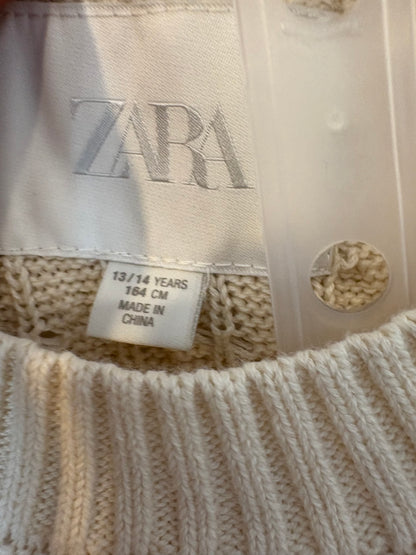 ZARA
13/14 YEARS
164 CM
MADE IN
CHINA